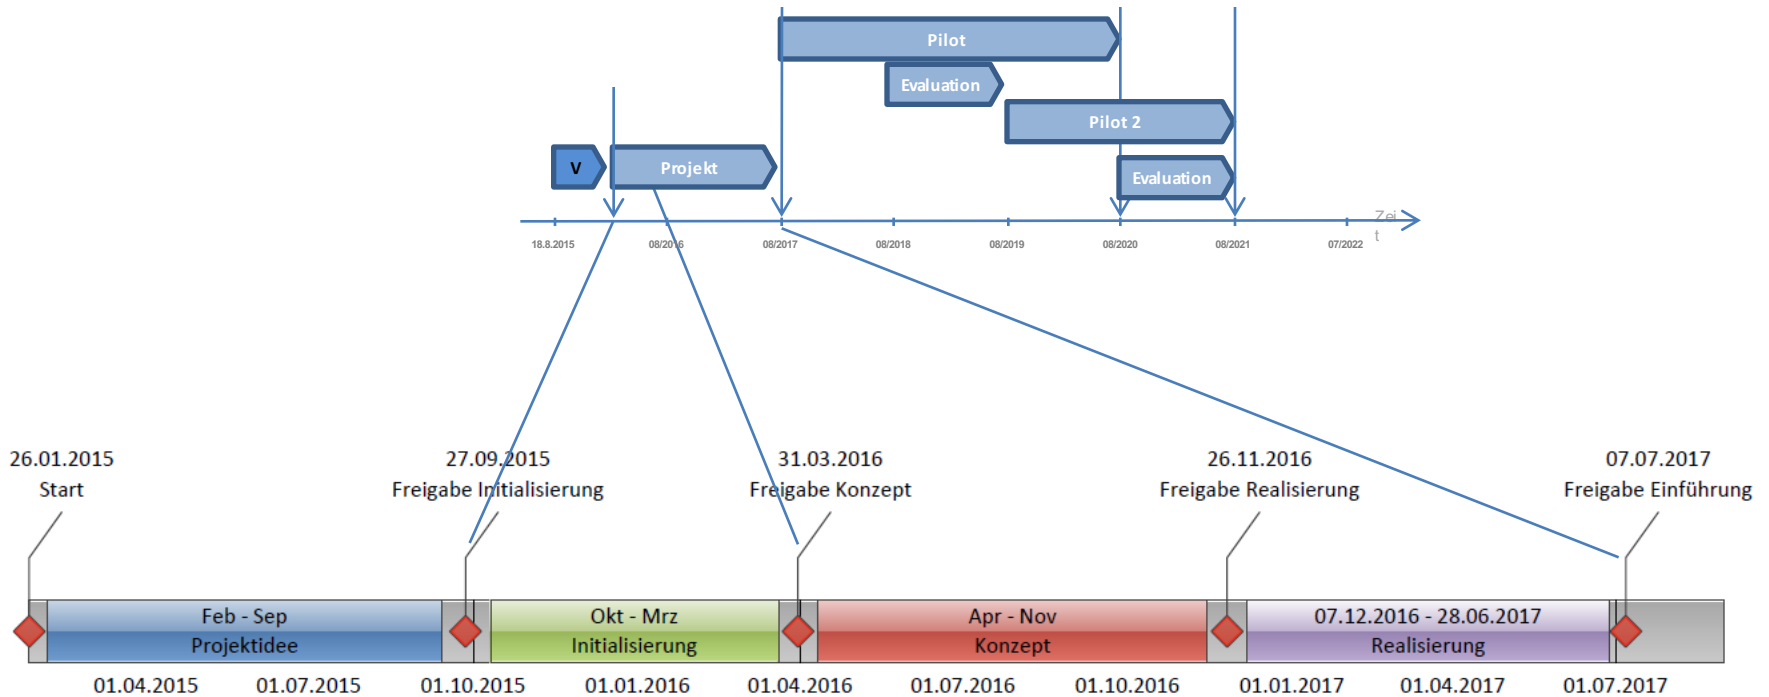 Pilot
Evaluation
Pilot 2
V
Projekt
Evaluation
Zei
t
18.8.2015
08/2016
08/2017
08/2018
08/2019
08/2020
08/2021
07/2022
26.01.2015
Start
27.09.2015
Freigabe Initialisierung
31.03.2016
Freigabe Konzept
26.11.2016
Freigabe Realisierung
07.07.2017
Freigabe Einführung
Feb - Sep
Projektidee
Okt - Mrz
Initialisierung
Apr - Nov
Konzept
07.12.2016 - 28.06.2017
Realisierung
01.04.2015
01.07.2015
01.10.2015
01.01.2016
01.04.2016
01.07.2016
01.10.2016
01.01.2017
01.04.2017
01.07.2017